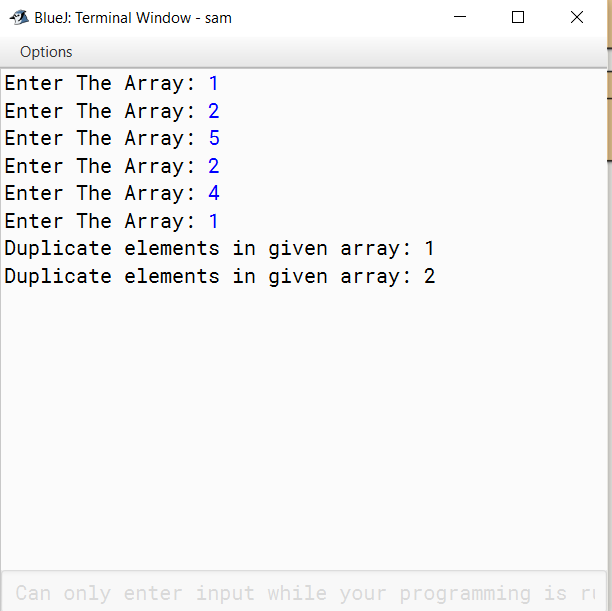 BlueJ: Terminal Window - sam
Options
Enter The Array: 1
Enter The Array: 2
Enter The Array: 5
Enter The Array: 2
Enter The Array: 4
Enter The Array: 1
Duplicate elements in given array: 1
Duplicate elements in given array: 2
Can only enter input while your programming is